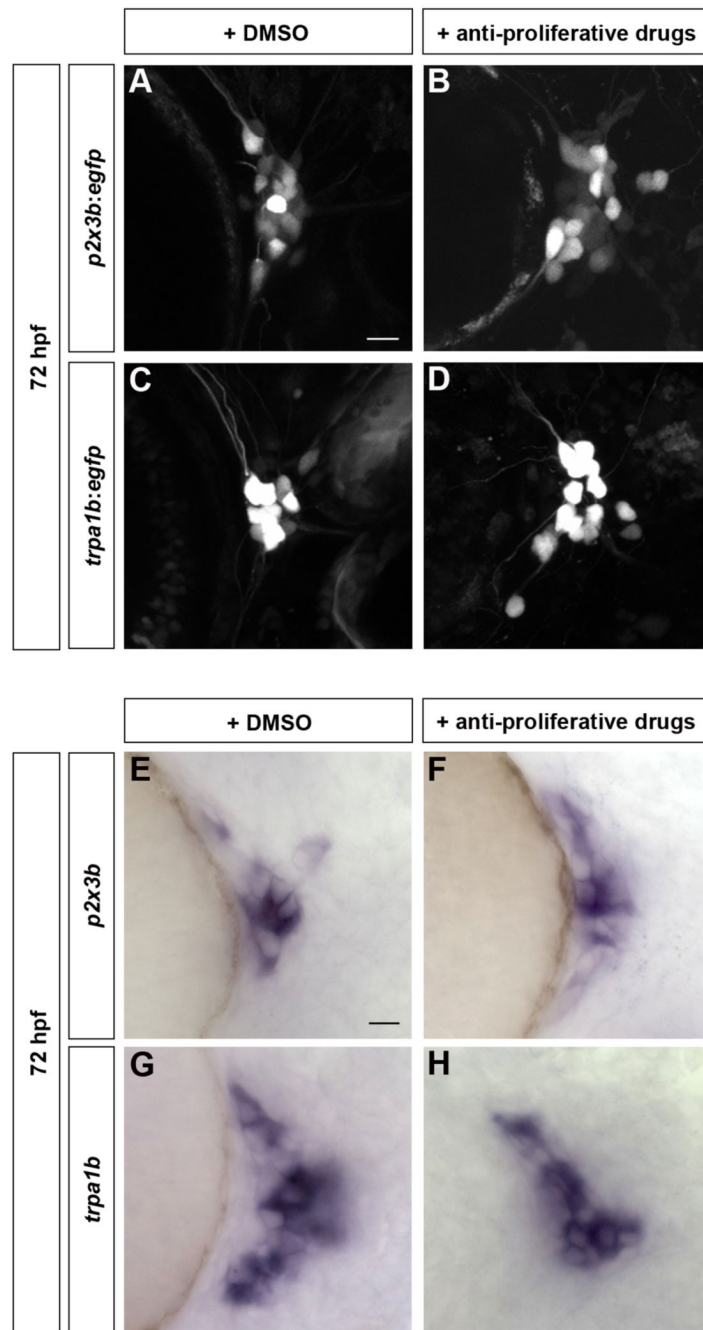 + DMSO
+ anti-proliferative drugs
72 hpf
p2x3b:egfp
A
B
trpa1b:egfp
C
D
+ DMSO
+ anti-proliferative drugs
72 hpf
p2x3b
E
F
trpa1b
G
H